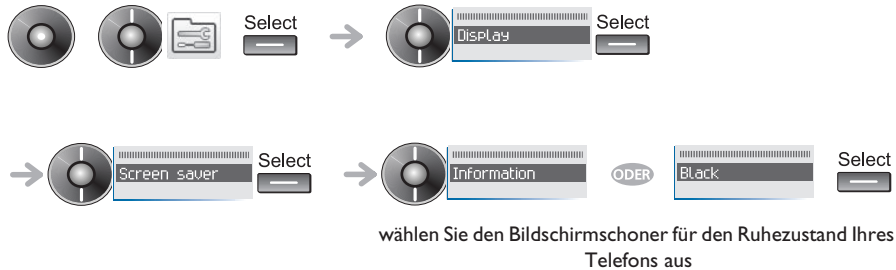 Select
Display
Select
Screen saver
Select
Information
ODER
Black
Select
wählen Sie den Bildschirmschoner für den Ruhezustand Ihres
Telefons aus